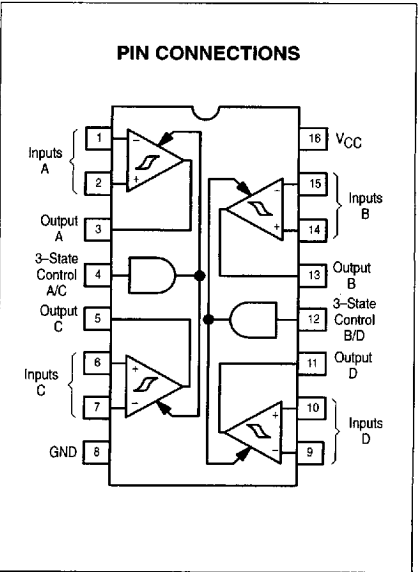 PIN CONNECTIONS
Inputs
A
1
2
−
+
Output
A
3
3–State
Control
A/C
4
Output
C
5
Inputs
C
6
7
+
−
GND
8
16
VCC
15
14
−
+
Inputs
B
13
Output
B
12
3–State
Control
B/D
11
Output
D
10
9
+
−
Inputs
D